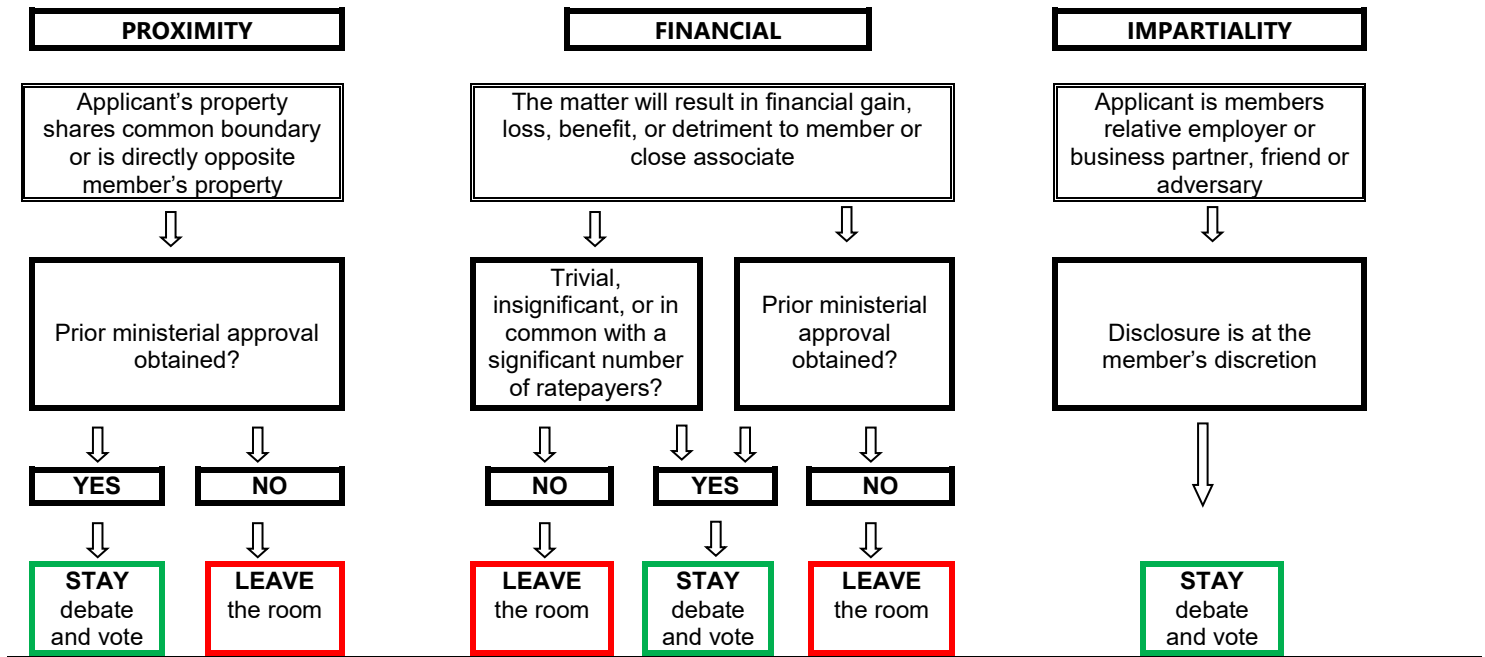 PROXIMITY
FINANCIAL
IMPARTIALITY
Applicant’s property
shares common boundary
or is directly opposite
member’s property
The matter will result in financial gain,
loss, benefit, or detriment to member or
close associate
Applicant is members
relative employer or
business partner, friend or
adversary
Prior ministerial approval
obtained?
Trivial,
insignificant, or in
common with a
significant number
of ratepayers?
Prior ministerial
approval
obtained?
Disclosure is at the
member’s discretion
YES
NO
NO
YES
NO
STAY
debate
and vote
LEAVE
the room
LEAVE
the room
STAY
debate
and vote
LEAVE
the room
STAY
debate
and vote